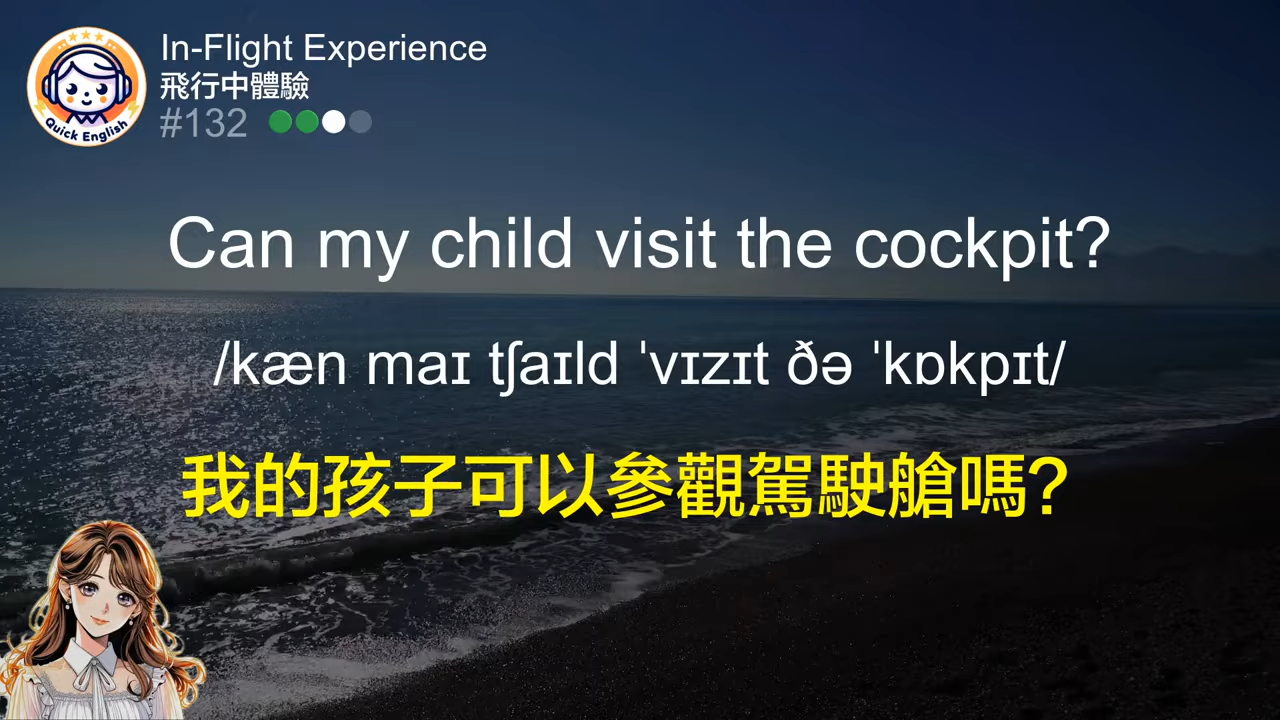 In-Flight Experience
飛行中體驗
#132
Quick English
Can my child visit the cockpit?
/kæn maɪ tʃaɪld ˈvɪzɪt ðə ˈkɒkpɪt/
我的孩子可以參觀駕駛艙嗎?